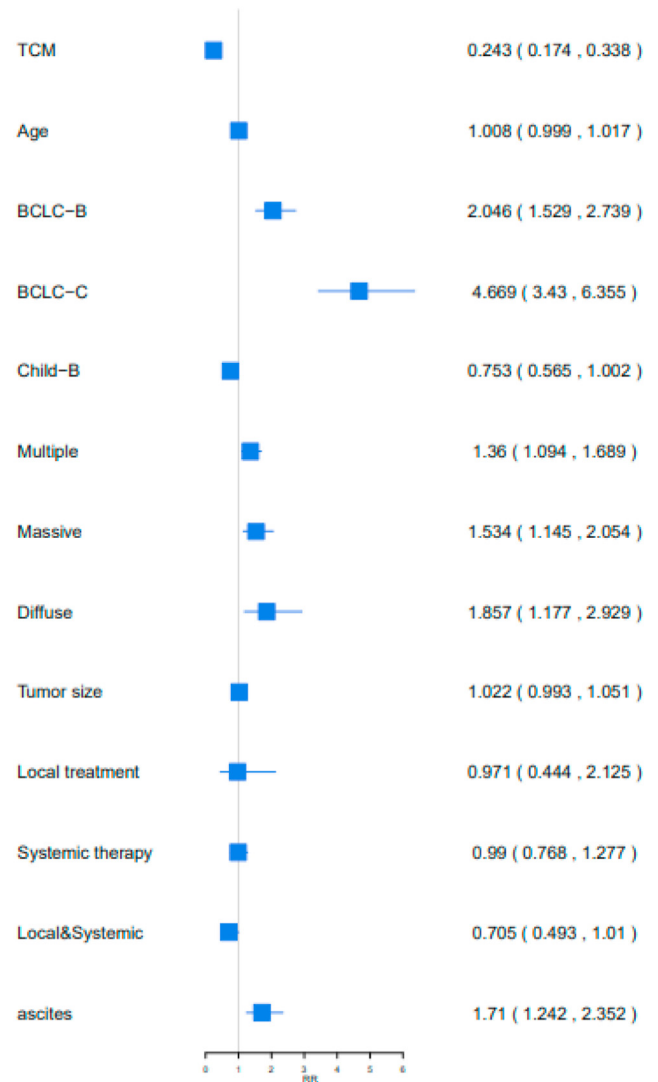 TCM 0.243 ( 0.174 , 0.338 )
Age 1.008 ( 0.999 , 1.017 )
BCLC−B 2.046 ( 1.529 , 2.739 )
BCLC−C 4.669 ( 3.43 , 6.355 )
Child−B 0.753 ( 0.565 , 1.002 )
Multiple 1.36 ( 1.094 , 1.689 )
Massive 1.534 ( 1.145 , 2.054 )
Diffuse 1.857 ( 1.177 , 2.929 )
Tumor size 1.022 ( 0.993 , 1.051 )
Local treatment 0.971 ( 0.444 , 2.125 )
Systemic therapy 0.99 ( 0.768 , 1.277 )
Local&Systemic 0.705 ( 0.493 , 1.01 )
ascites 1.71 ( 1.242 , 2.352 )
0 1 2 3 4 5 6
RR